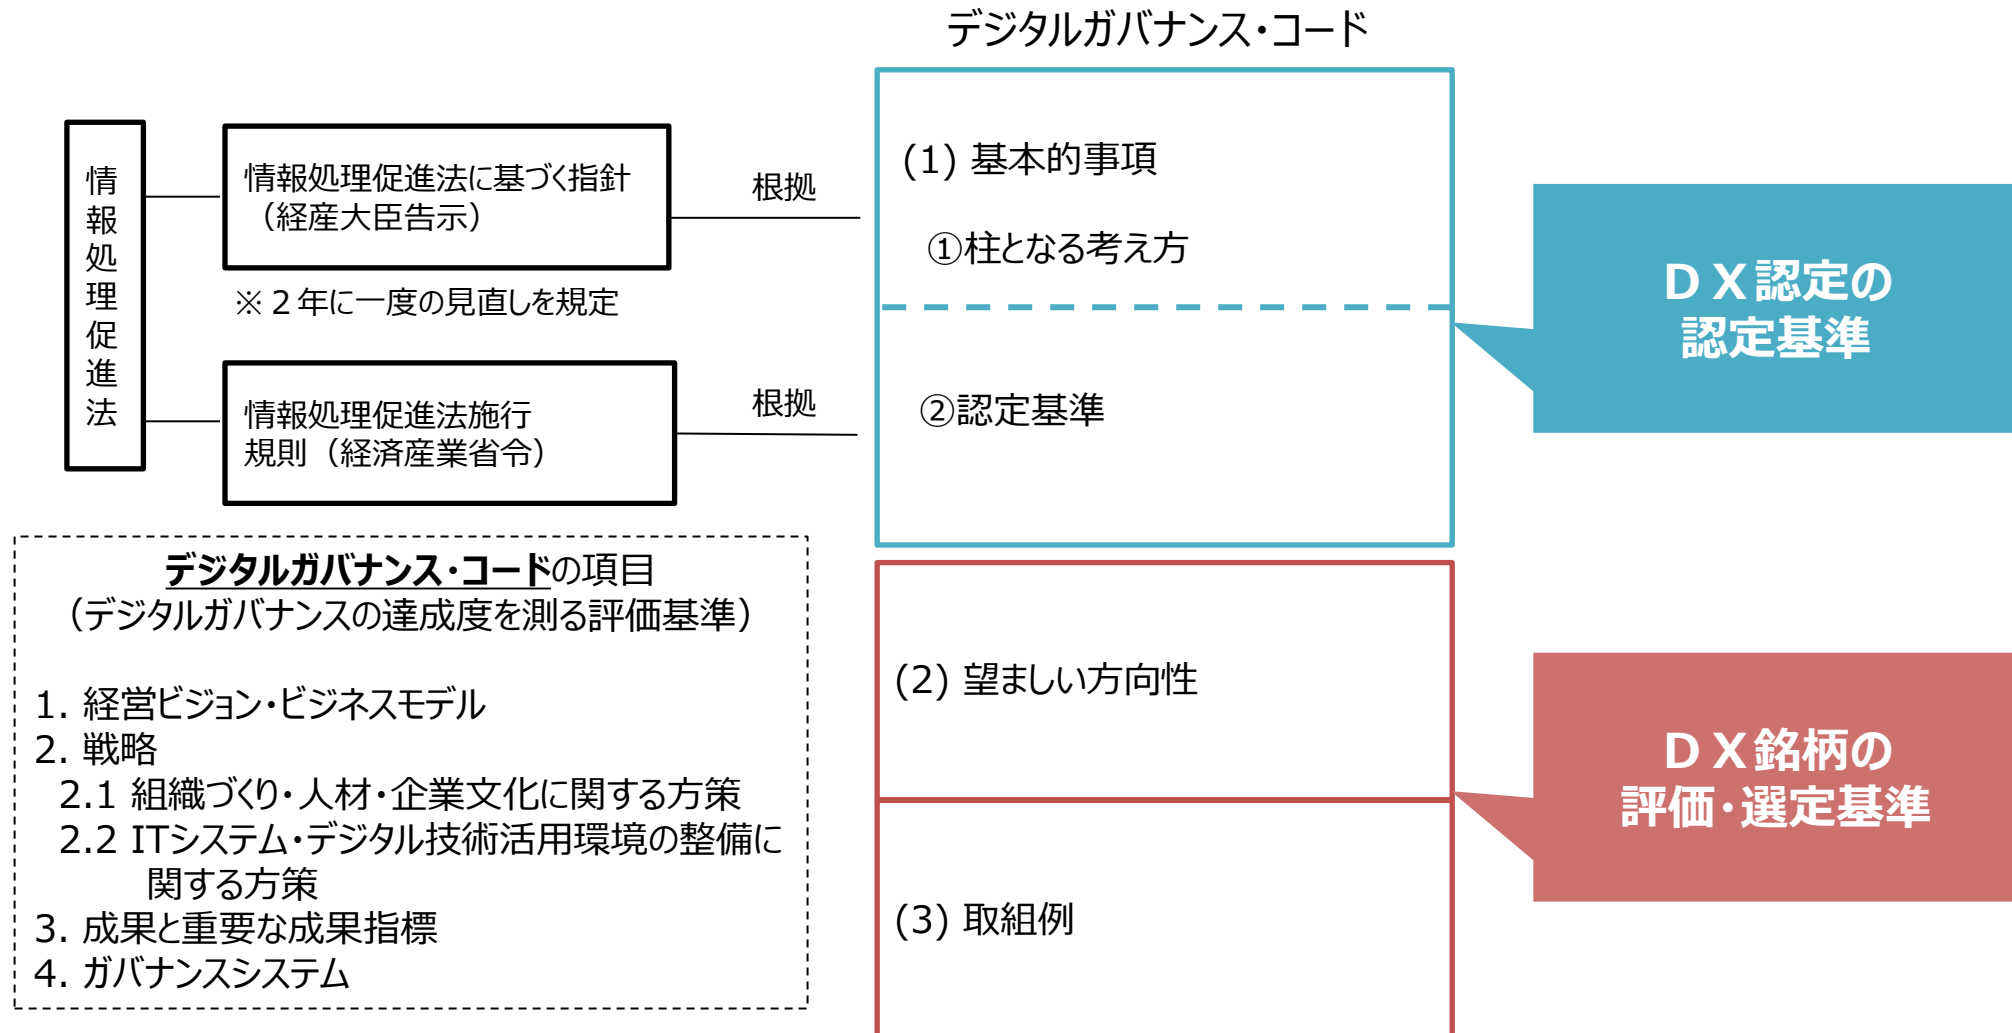 デジタルガバナンス・コード
情報処理促進法
情報処理促進法に基づく指針
（経産大臣告示）
※２年に一度の見直しを規定
根拠
情報処理促進法施行
規則（経済産業省令）
根拠
(1) 基本的事項
①柱となる考え方
②認定基準
ＤＸ認定の
認定基準
デジタルガバナンス・コードの項目
（デジタルガバナンスの達成度を測る評価基準）
1. 経営ビジョン・ビジネスモデル
2. 戦略
2.1 組織づくり・人材・企業文化に関する方策
2.2 ITシステム・デジタル技術活用環境の整備に
関する方策
3. 成果と重要な成果指標
4. ガバナンスシステム
(2) 望ましい方向性
(3) 取組例
ＤＸ銘柄の
評価・選定基準